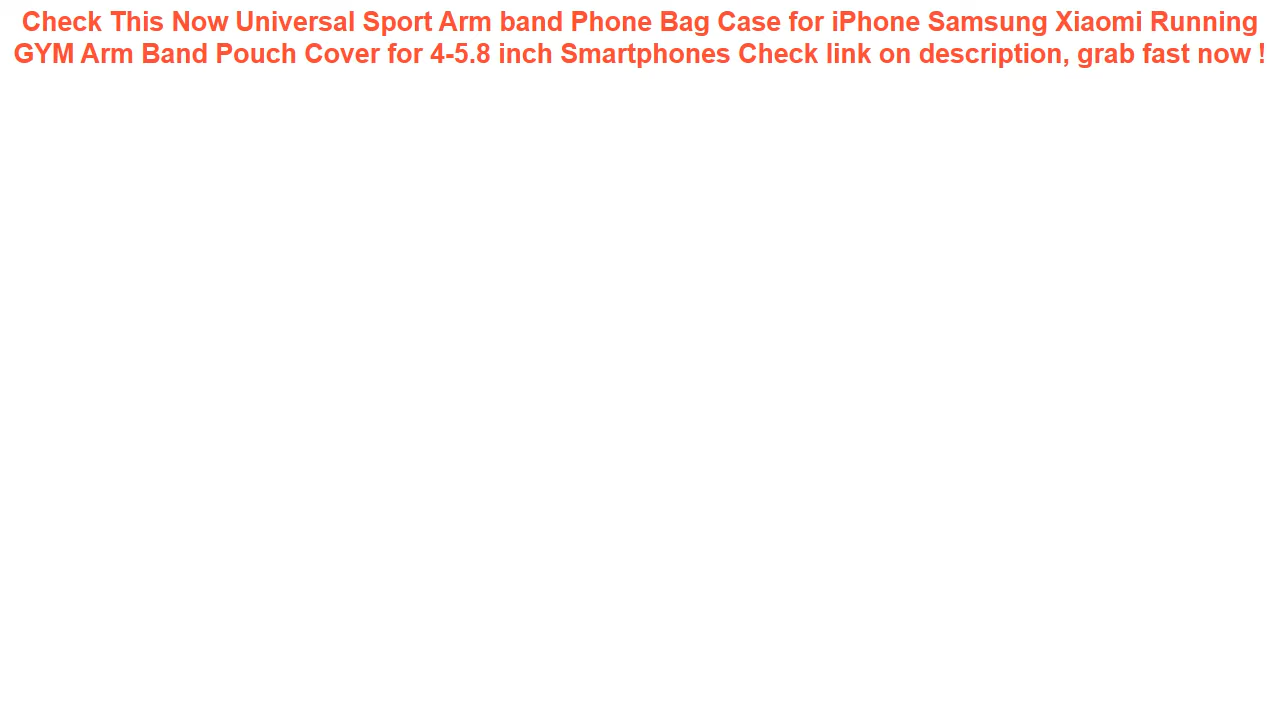 Check This Now Universal Sport Arm band Phone Bag Case for iPhone Samsung Xiaomi Running
GYM Arm Band Pouch Cover for 4-5.8 inch Smartphones Check link on description, grab fast now !